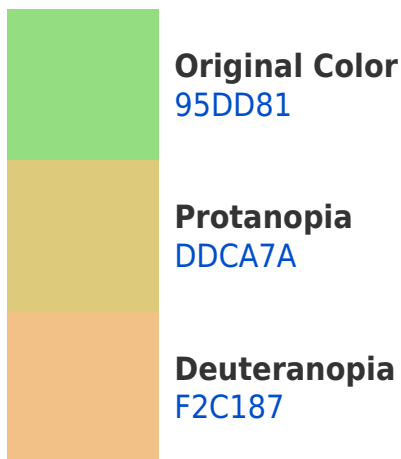 Original Color
95DD81
Protanopia
DDCA7A
Deuteranopia
F2C187